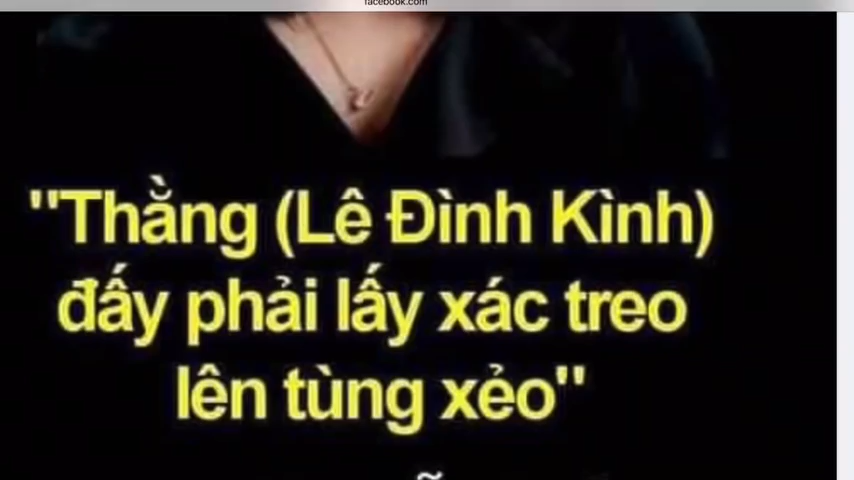 facebook.com
"Thằng (Lê Đình Kình)
đấy phải lấy xác treo
lên tùng xẻo"